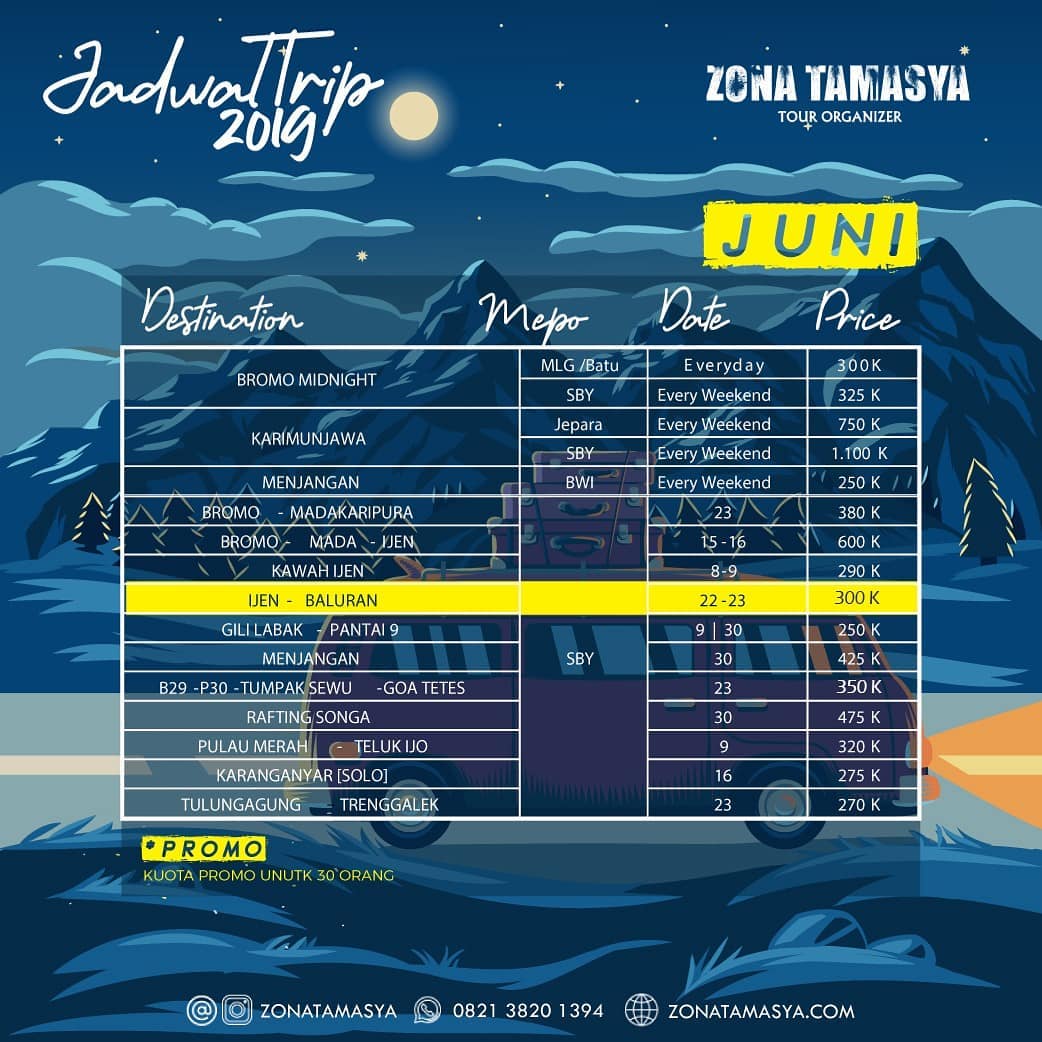 Jadwal Trip
2019
ZONA TAMASYA
TOUR ORGANIZER
JUNI
Destination Mepo Date Price
BROMO MIDNIGHT MLG /Batu Everyday 300K
SBY Every Weekend 325 K
KARIMUNJAWA Jepara Every Weekend 750 K
SBY Every Weekend 1.100 K
MENJANGAN BWI Every Weekend 250 K
BROMO - MADAKARIPURA 23 380 K
BROMO - MADA - IJEN 15 -16 600 K
KAWAH IJEN 8-9 290 K
IJEN - BALURAN 22 -23 300 K
GILI LABAK - PANTAI 9 9 | 30 250 K
MENJANGAN SBY 30 425 K
B29 -P30 -TUMPAK SEWU -GOA TETES 23 350 K
RAFTING SONGA 30 475 K
PULAU MERAH - TELUK IJO 9 320 K
KARANGANYAR [SOLO] 16 275 K
TULUNGAGUNG - TRENGGALEK 23 270 K
*PROMO
KUOTA PROMO UNUTK 30 ORANG
@ ZONATAMASYA 0821 3820 1394 ZONATAMASYA.COM